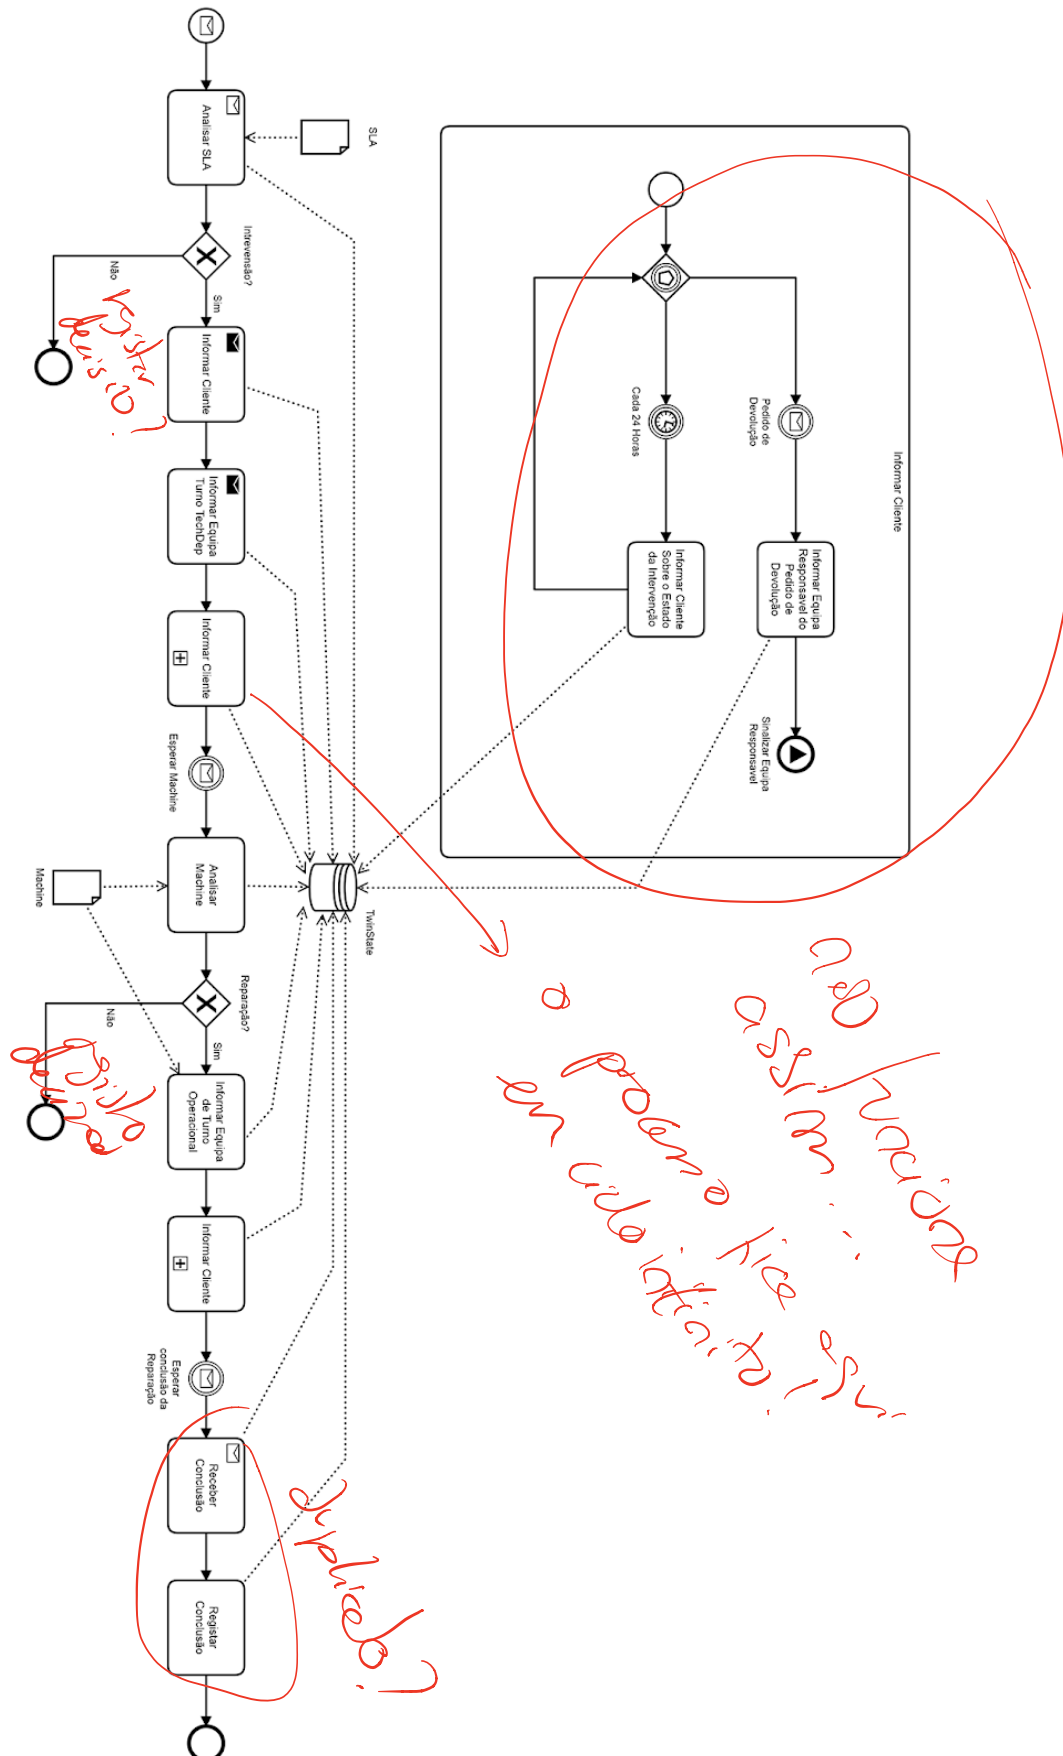 Informar Cliente
Pedido de
Devolução
Informar Equipa
Responsavel do
Pedido de
Devolução
Sinalizar Equipa
Responsavel
Cada 24 Horas
Informar Cliente
Sobre o Estado
da Intervenção
SLA
TwinState
Analisar SLA
Intrevensão?
Sim
Não
Informar Cliente
Informar Equipa
Turno TechDep
Informar Cliente
Esperar Machine
Analisar
Machine
Machine
Reparação?
Sim
Não
Informar Equipa
de Turno
Operacional
Informar Cliente
Esperar
conclusão da
Reparação
Receber
Conclusão
Registar
Conclusão
registar
decisão?
não funciona
assim...
o processo fica assim
em ciclo infinito!
duplicado?